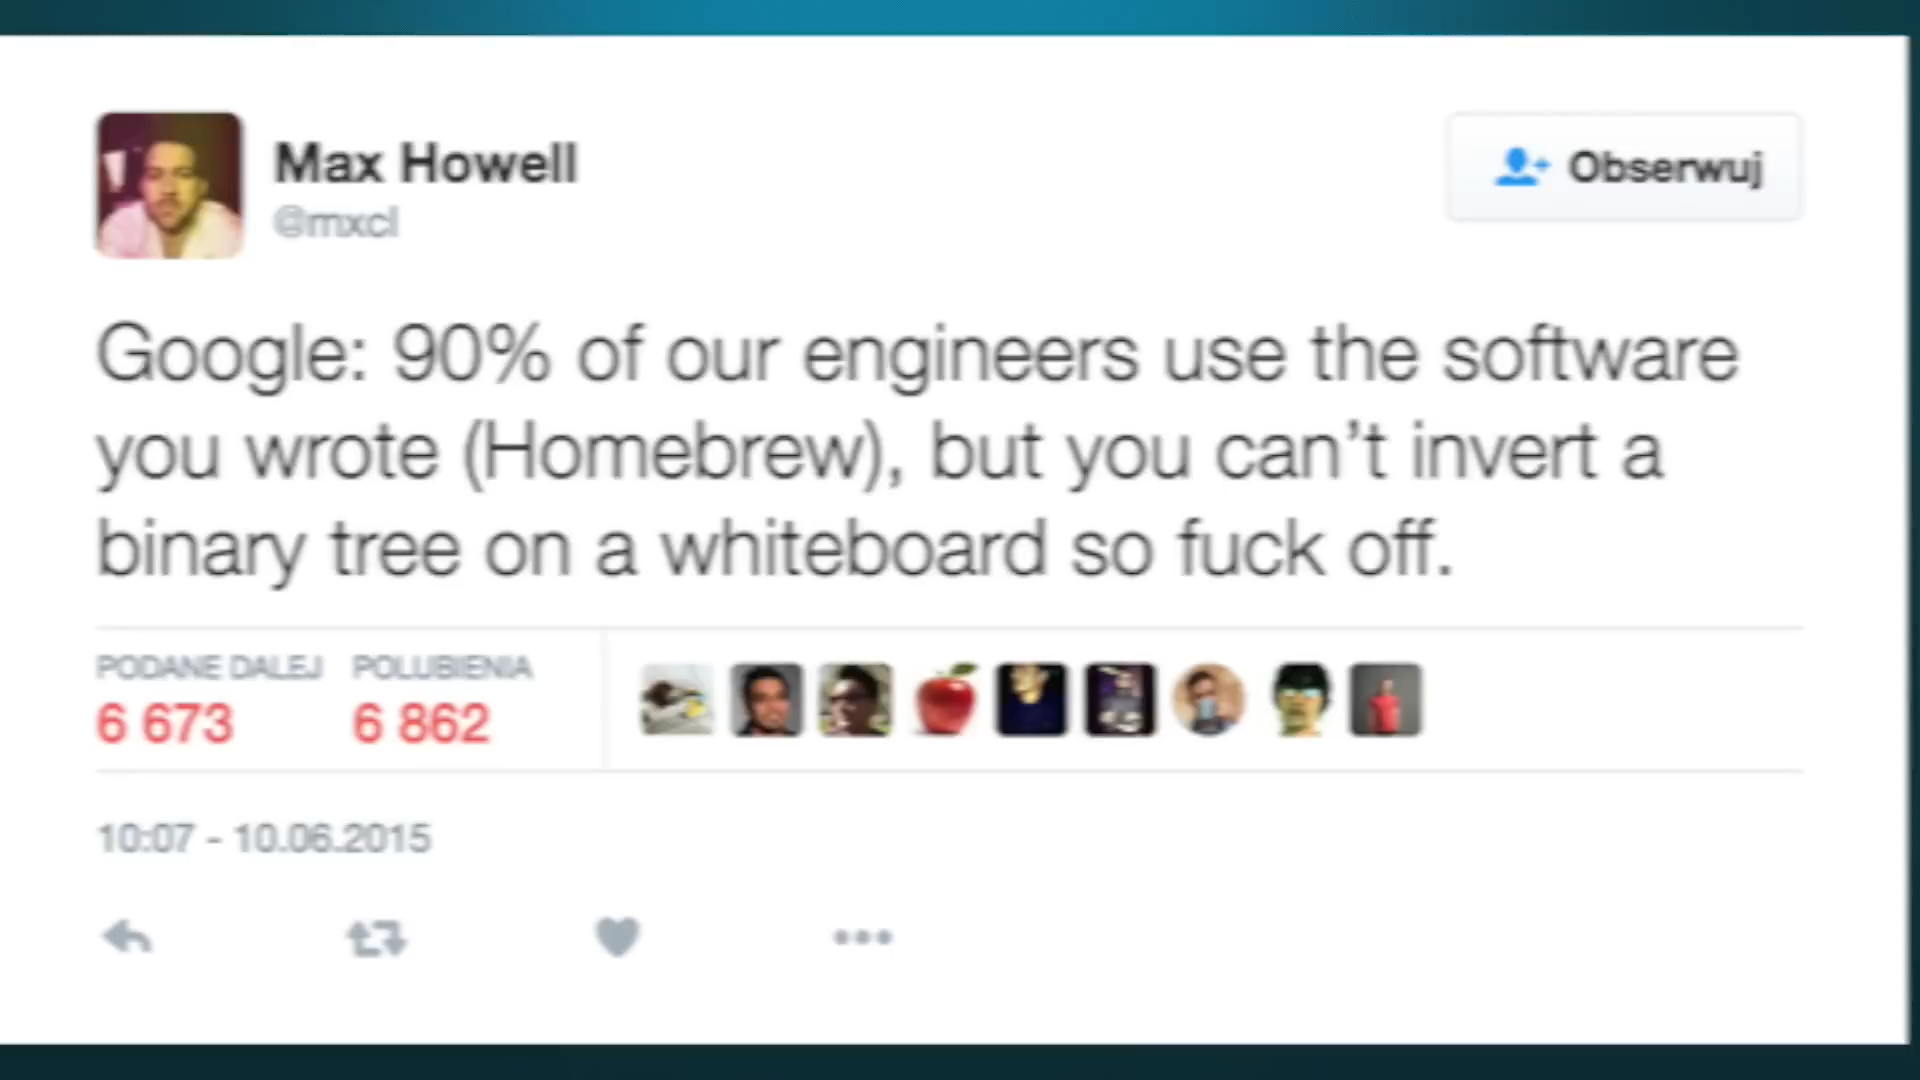 Max Howell
@mxcl
Obserwuj
Google: 90% of our engineers use the software
you wrote (Homebrew), but you can't invert a
binary tree on a whiteboard so fuck off.
PODANE DALEJ POLUBIENIA
6 673 6 862
10:07 - 10.06.2015